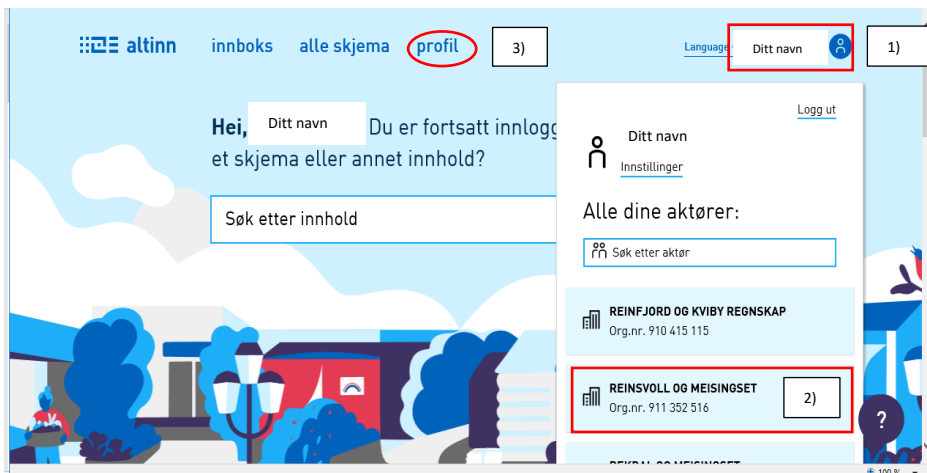 altinn innboks alle skjema profil 3) Language Ditt navn 1)
Logg ut
Hei, Ditt navn Du er fortsatt innlogg
et skjema eller annet innhold?
Ditt navn
Innstillinger
Søk etter innhold
Alle dine aktører:
Søk etter aktør
REINFJORD OG KVIBY REGNSKAP
Org.nr. 910 415 115
REINSVOLL OG MEISINGSET
Org.nr. 911 352 516
2)
?
100 %